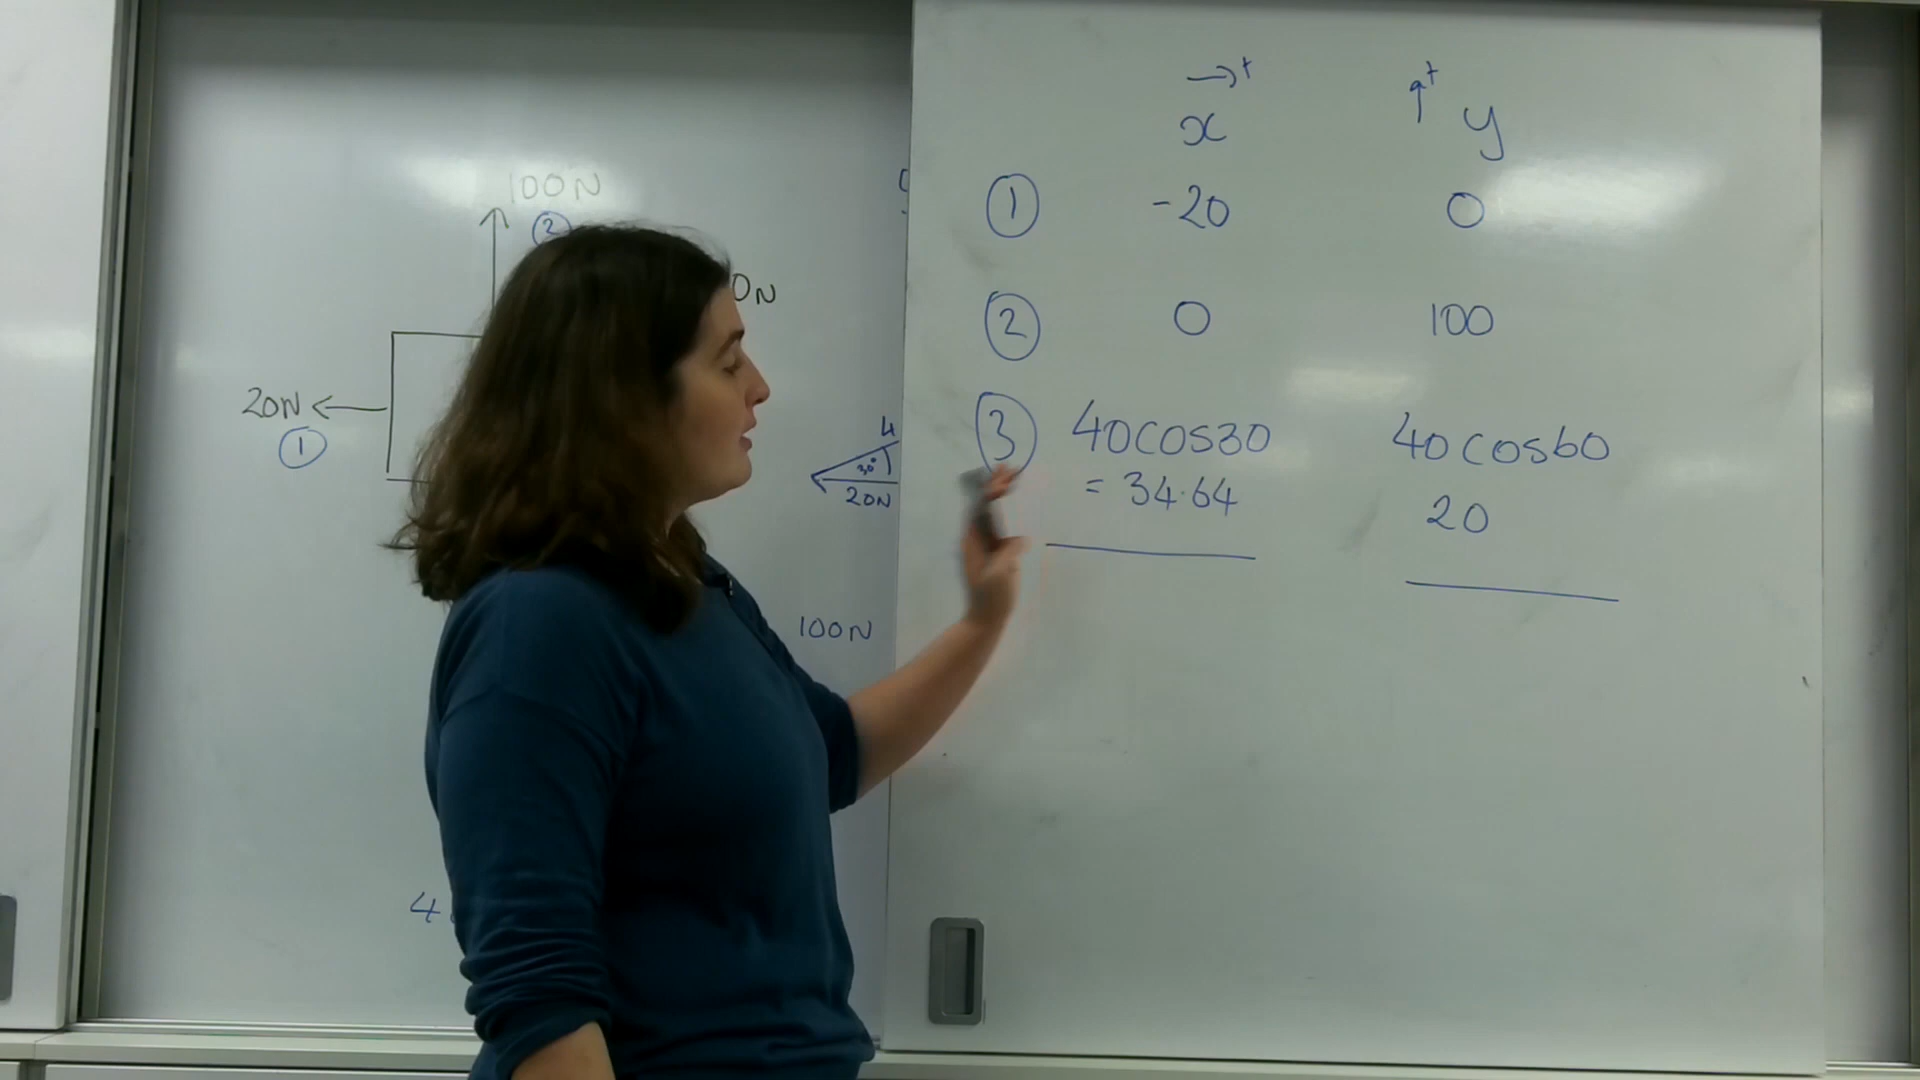 100N
2
0N
20N
1
30°
20N
100N
4
→+ ↑+
x y
1 -20 0
2 0 100
3 40cos30 40cos60
= 34.64 20